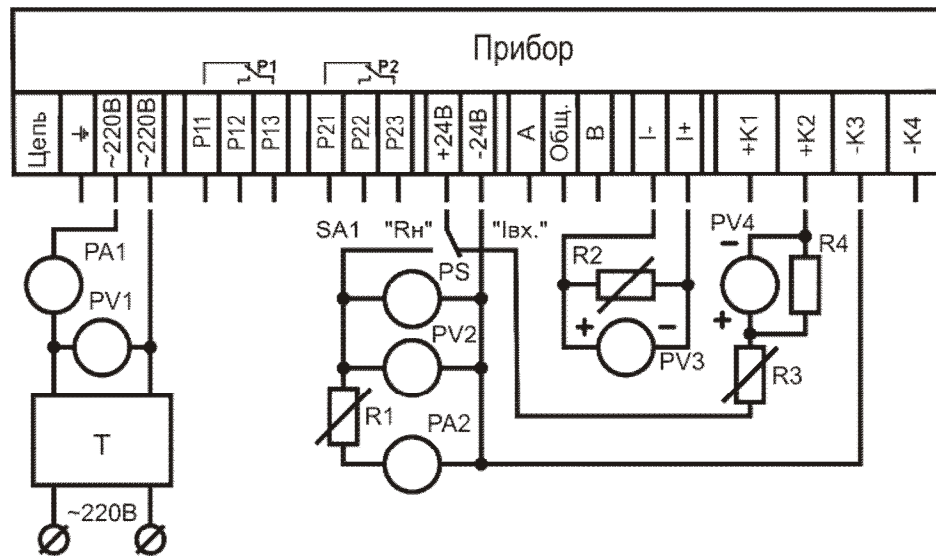 Прибор
P1
P2
Цепь
~220В
~220В
P11
P12
P13
P21
P22
P23
+24В
-24В
А
Общ.
В
I-
I+
+К1
+К2
-К3
-К4
SA1
"Rн"
"Iвх."
PA1
PV1
PS
PV2
R1
PA2
R2
+
-
PV3
PV4
-
+
R4
R3
Т
~220В